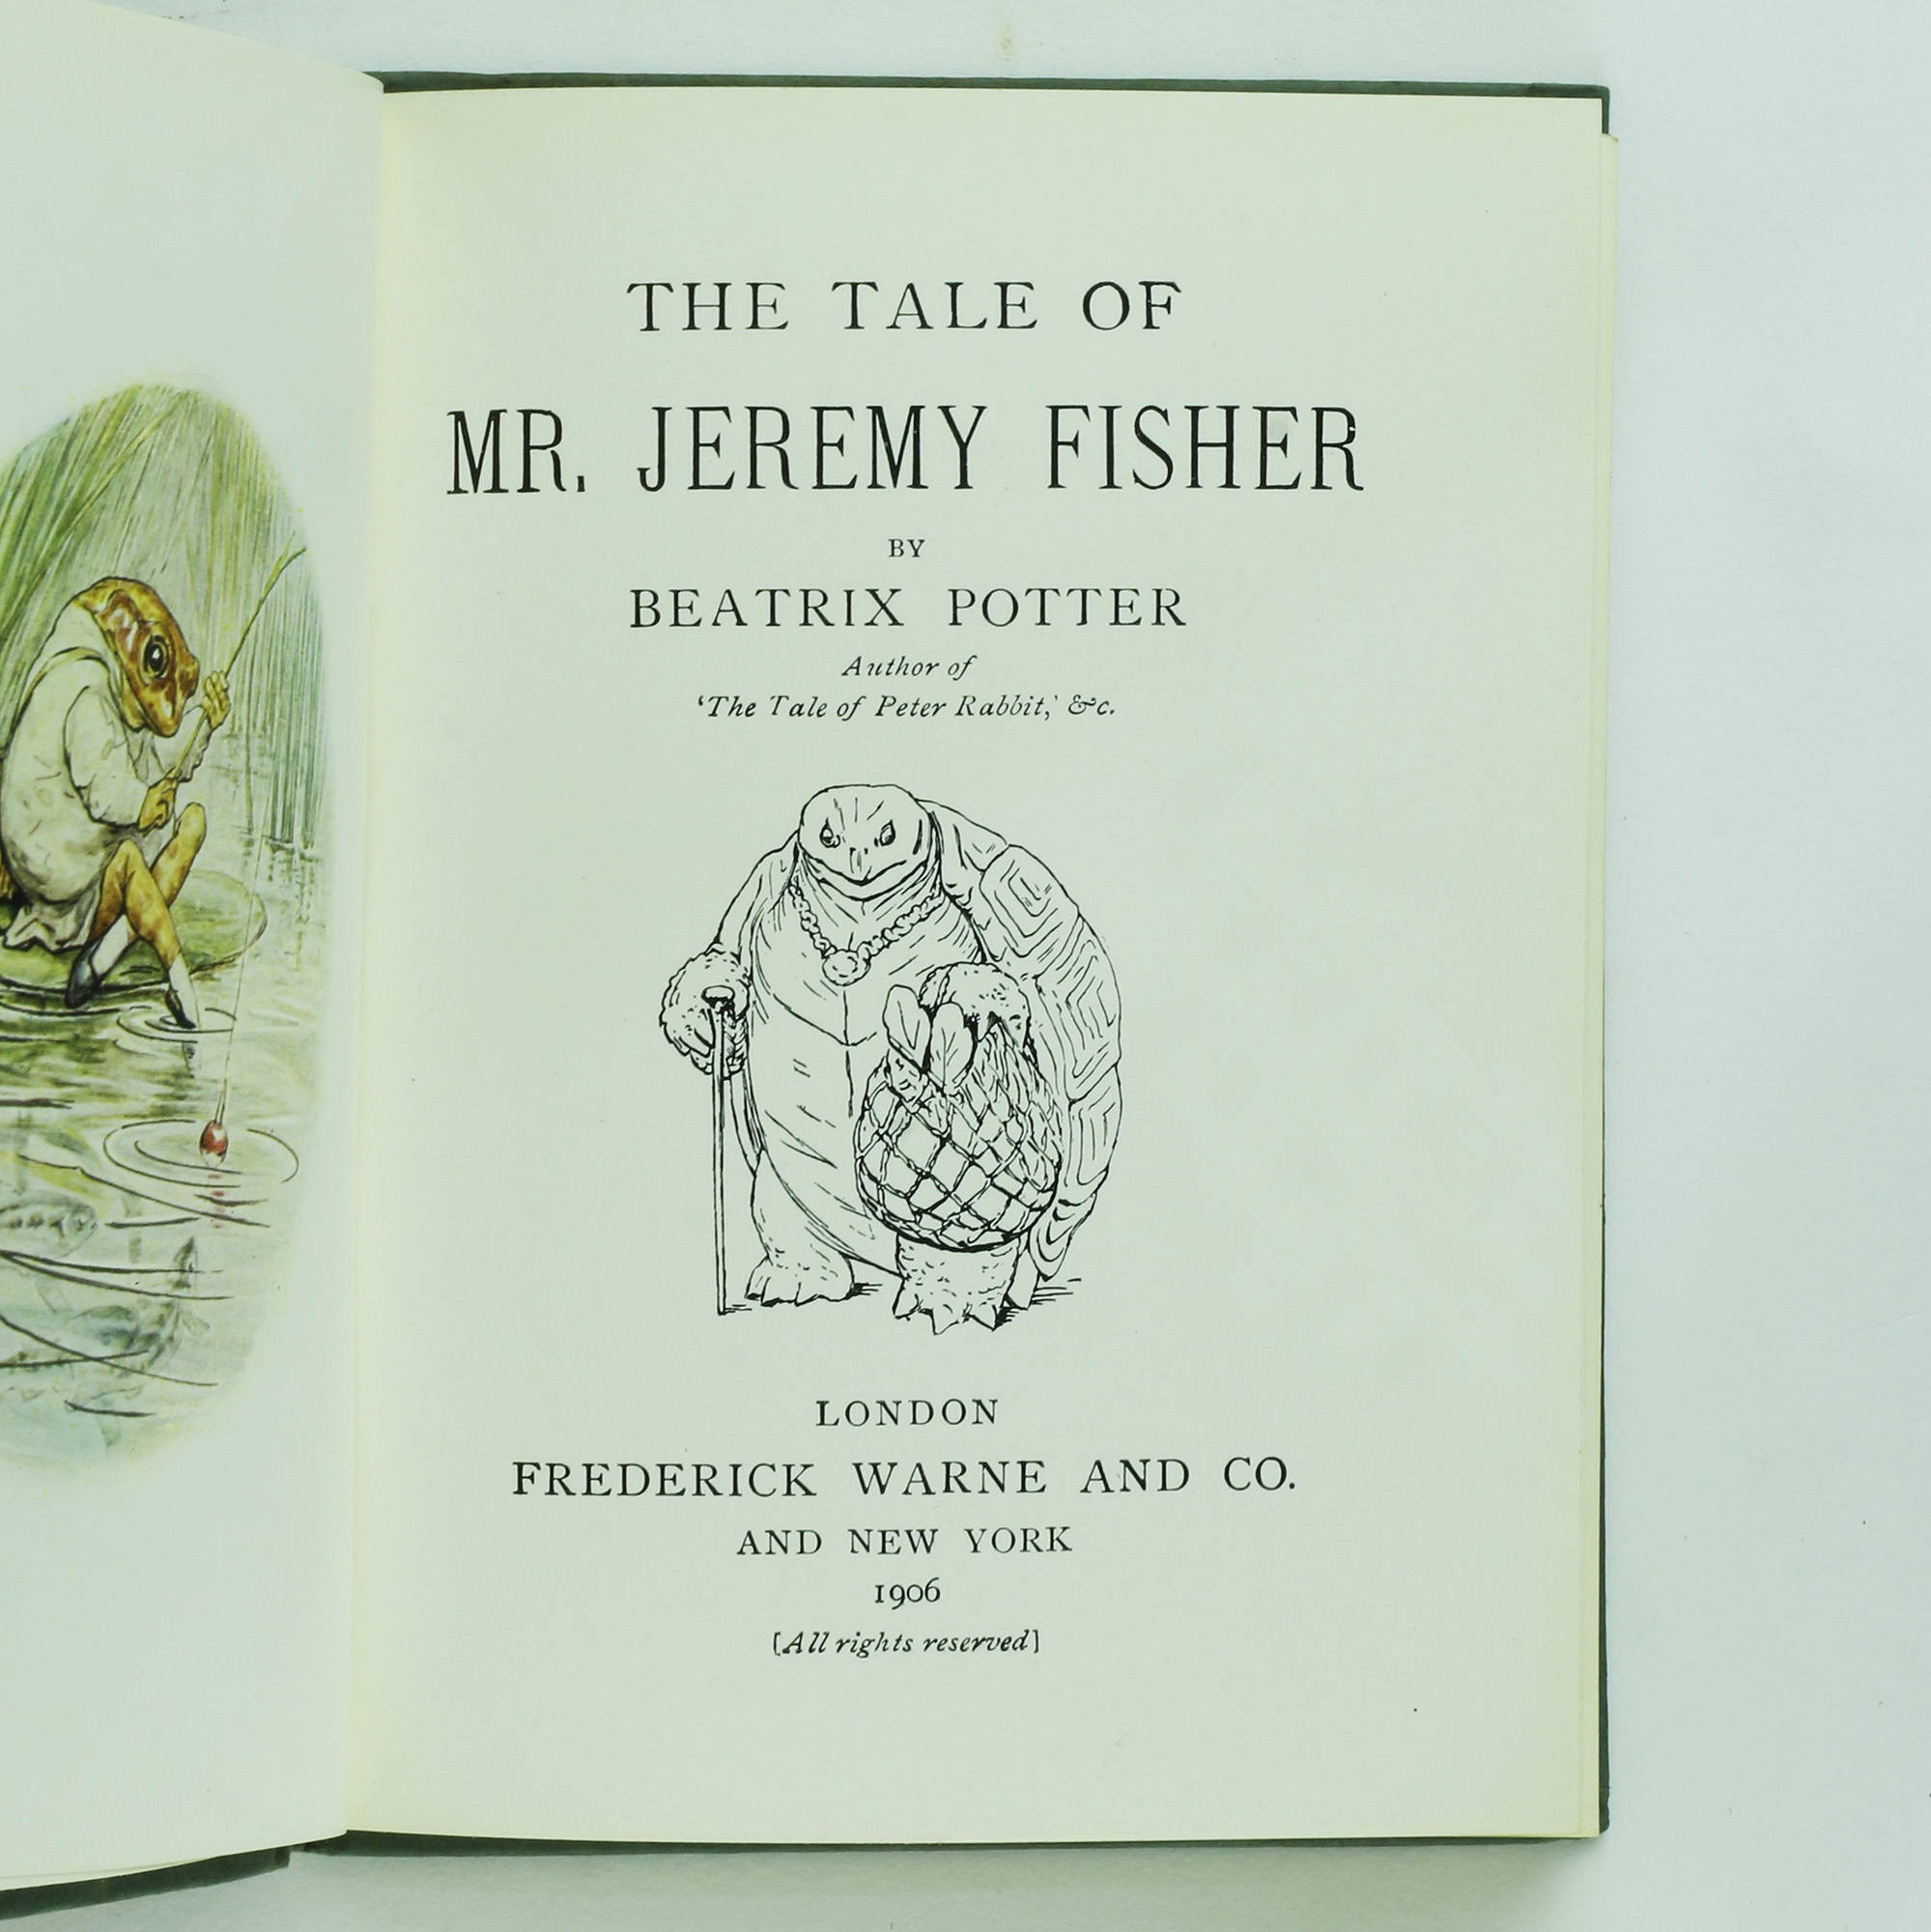 THE TALE OF
MR. JEREMY FISHER
BY
BEATRIX POTTER
Author of
‘The Tale of Peter Rabbit,’ &c.
LONDON
FREDERICK WARNE AND CO.
AND NEW YORK
1906
[All rights reserved]